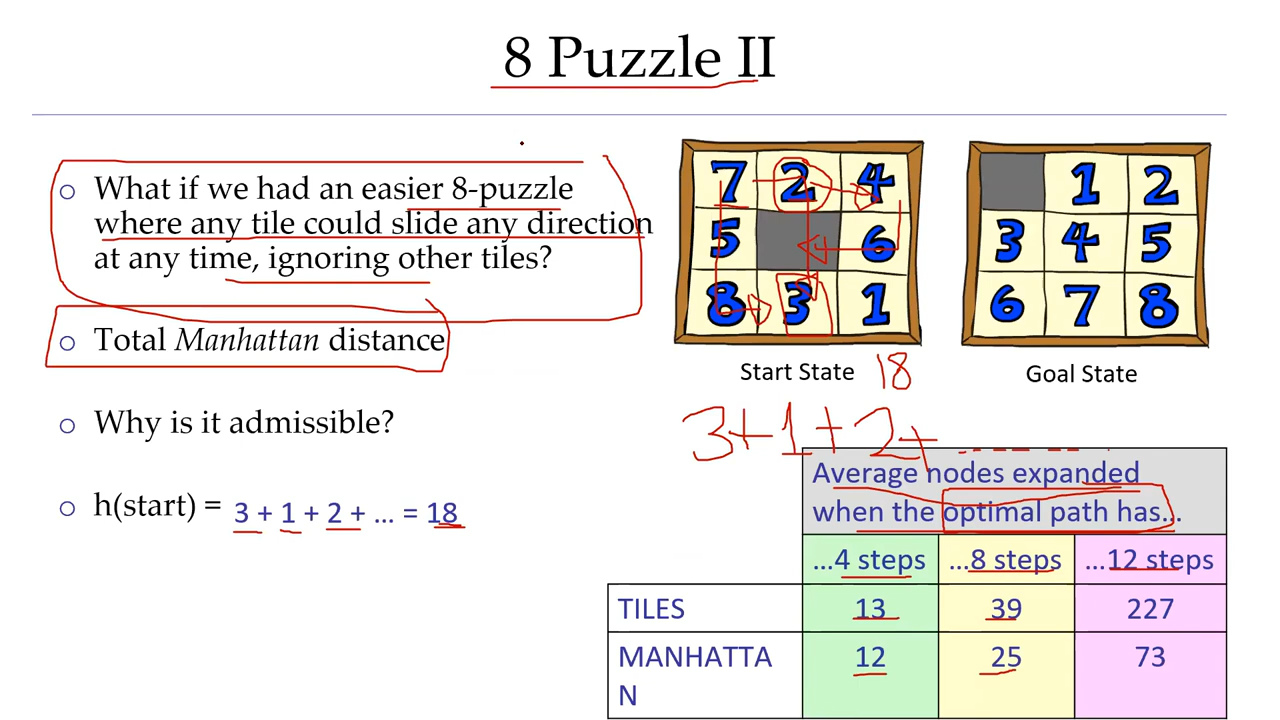 8 Puzzle II
○ What if we had an easier 8-puzzle
where any tile could slide any direction
at any time, ignoring other tiles?
○ Total Manhattan distance
○ Why is it admissible?
○ h(start) = 3 + 1 + 2 + ... = 18
7 2 4
5 6
8 3 1
Start State 18
1 2
3 4 5
6 7 8
Goal State
3+1+2+
Average nodes expanded
when the optimal path has...
...4 steps ...8 steps ...12 steps
TILES 13 39 227
MANHATTA 12 25 73
N